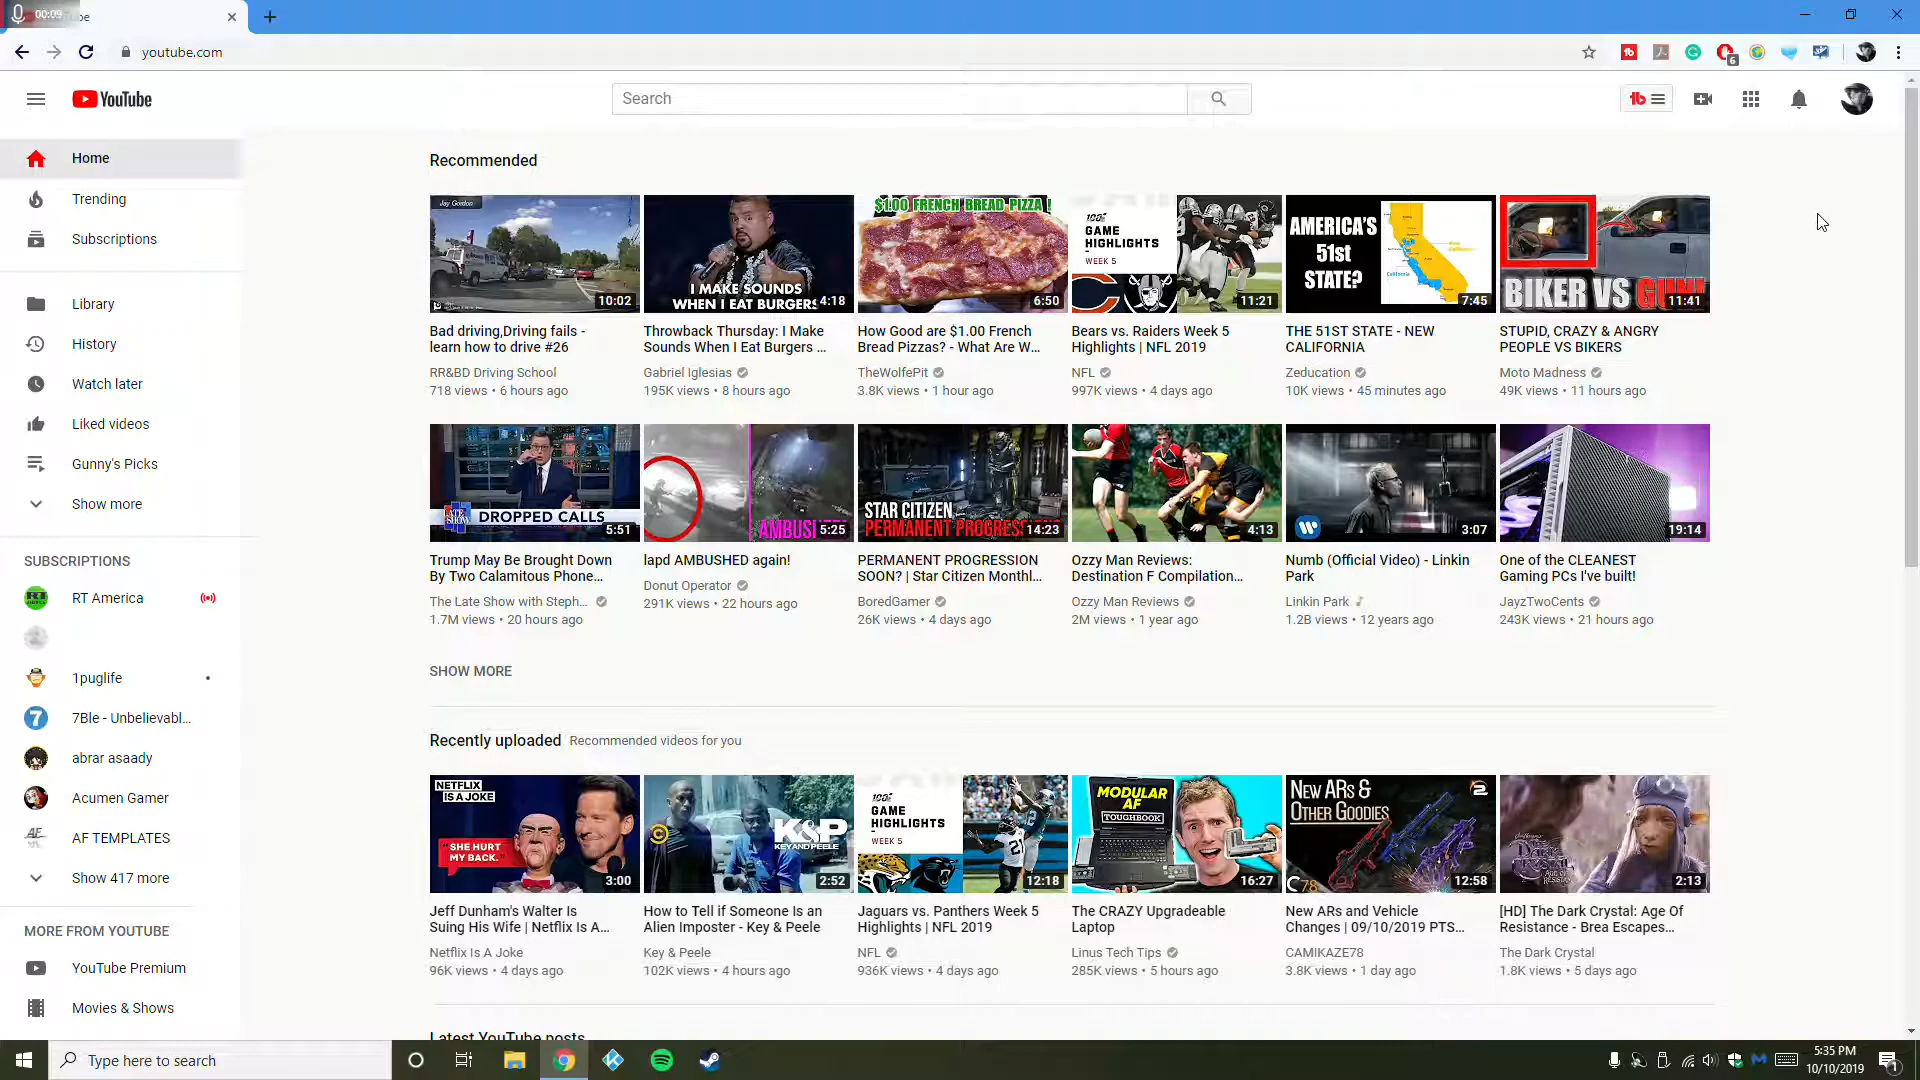 00:09
youtube.com
6
YouTube
Search
Home
Trending
Subscriptions
Library
History
Watch later
Liked videos
Gunny's Picks
Show more
SUBSCRIPTIONS
RT America
1puglife
7Ble - Unbelievabl...
abrar asaady
Acumen Gamer
AF TEMPLATES
Show 417 more
MORE FROM YOUTUBE
YouTube Premium
Movies & Shows
Recommended
Jay Gordon
10:02
I MAKE SOUNDS
WHEN I EAT BURGERS
4:18
$1.00 FRENCH BREAD PIZZA !
6:50
GAME
HIGHLIGHTS
WEEK 5
11:21
AMERICA'S
51st
STATE?
7:45
BIKER VS GUN!
11:41
Bad driving,Driving fails -
learn how to drive #26
RR&BD Driving School
718 views • 6 hours ago
Throwback Thursday: I Make
Sounds When I Eat Burgers ...
Gabriel Iglesias
195K views • 8 hours ago
How Good are $1.00 French
Bread Pizzas? - What Are W...
TheWolfePit
3.8K views • 1 hour ago
Bears vs. Raiders Week 5
Highlights | NFL 2019
NFL
997K views • 4 days ago
THE 51ST STATE - NEW
CALIFORNIA
Zeducation
10K views • 45 minutes ago
STUPID, CRAZY & ANGRY
PEOPLE VS BIKERS
Moto Madness
49K views • 11 hours ago
LATE SHOW
DROPPED CALLS
5:51
AMBUSH
5:25
STAR CITIZEN
PERMANENT PROGRESS
14:23
4:13
3:07
19:14
Trump May Be Brought Down
By Two Calamitous Phone...
The Late Show with Steph...
1.7M views • 20 hours ago
lapd AMBUSHED again!
Donut Operator
291K views • 22 hours ago
PERMANENT PROGRESSION
SOON? | Star Citizen Monthl...
BoredGamer
26K views • 4 days ago
Ozzy Man Reviews:
Destination F Compilation...
Ozzy Man Reviews
2M views • 1 year ago
Numb (Official Video) - Linkin
Park
Linkin Park
1.2B views • 12 years ago
One of the CLEANEST
Gaming PCs I've built!
JayzTwoCents
243K views • 21 hours ago
SHOW MORE
Recently uploaded Recommended videos for you
NETFLIX
IS A JOKE
"SHE HURT
MY BACK."
3:00
K&P
KEY AND PEELE
2:52
GAME
HIGHLIGHTS
WEEK 5
12:18
MODULAR
AF
TOUGHBOOK
16:27
NEW ARS &
OTHER GOODIES
C78
12:58
2:13
Jeff Dunham's Walter Is
Suing His Wife | Netflix Is A...
Netflix Is A Joke
96K views • 4 days ago
How to Tell if Someone Is an
Alien Imposter - Key & Peele
Key & Peele
102K views • 4 hours ago
Jaguars vs. Panthers Week 5
Highlights | NFL 2019
NFL
936K views • 4 days ago
The CRAZY Upgradeable
Laptop
Linus Tech Tips
285K views • 5 hours ago
New ARs and Vehicle
Changes | 09/10/2019 PTS...
CAMIKAZE78
3.8K views • 1 day ago
[HD] The Dark Crystal: Age Of
Resistance - Brea Escapes...
The Dark Crystal
1.8K views • 5 days ago
Latest YouTube posts
Type here to search
5:35 PM
10/10/2019
1